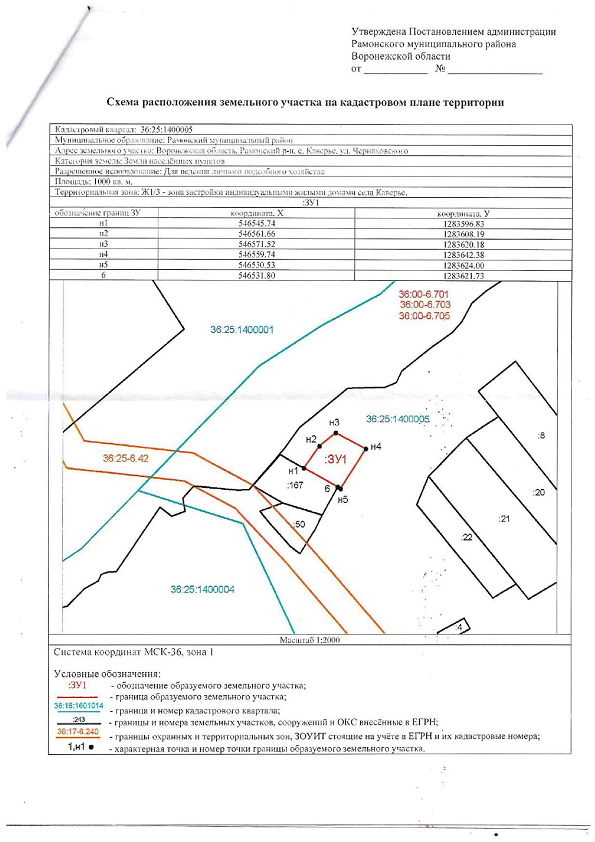 Утверждена Постановлением администрации
Рамонского муниципального района
Воронежской области
от ____________ № __________________
Схема расположения земельного участка на кадастровом плане территории
Кадастровый квартал: 36:25:1400005
Муниципальное образование: Рамонский муниципальный район
Адрес земельного участка: Воронежская область, Рамонский р-н, с. Каверье, ул. Черняховского
Категория земель: Земли населённых пунктов
Разрешенное использование: Для ведения личного подсобного хозяйства
Площадь: 1000 кв. м.
Территориальная зона: Ж1/3 - зона застройки индивидуальными жилыми домами села Каверье.
:ЗУ1
обозначение границ ЗУ координата, X координата, У
н1 546545.74 1283596.83
н2 546561.66 1283608.19
н3 546571.52 1283620.18
н4 546559.74 1283642.38
н5 546530.53 1283624.00
6 546531.80 1283621.73
36:00-6.701
36:00-6.703
36:00-6.705
36:25:1400001
36:25:1400005
н3
н2
н4
:ЗУ1
:8
36:25-6.42
н1
:167
6
н5
:20
:21
:50
:22
36:25:1400004
:4
Масштаб 1:2000
Система координат МСК-36, зона 1
Условные обозначения:
:ЗУ1 - обозначение образуемого земельного участка;
- граница образуемого земельного участка;
36:16:1601014 - граница и номер кадастрового квартала;
:243 - границы и номера земельных участков, сооружений и ОКС внесённые в ЕГРН;
36:17-6.240 - границы охранных и территориальных зон, ЗОУИТ стоящие на учёте в ЕГРН и их кадастровые номера;
1,н1 - характерная точка и номер точки границы образуемого земельного участка.